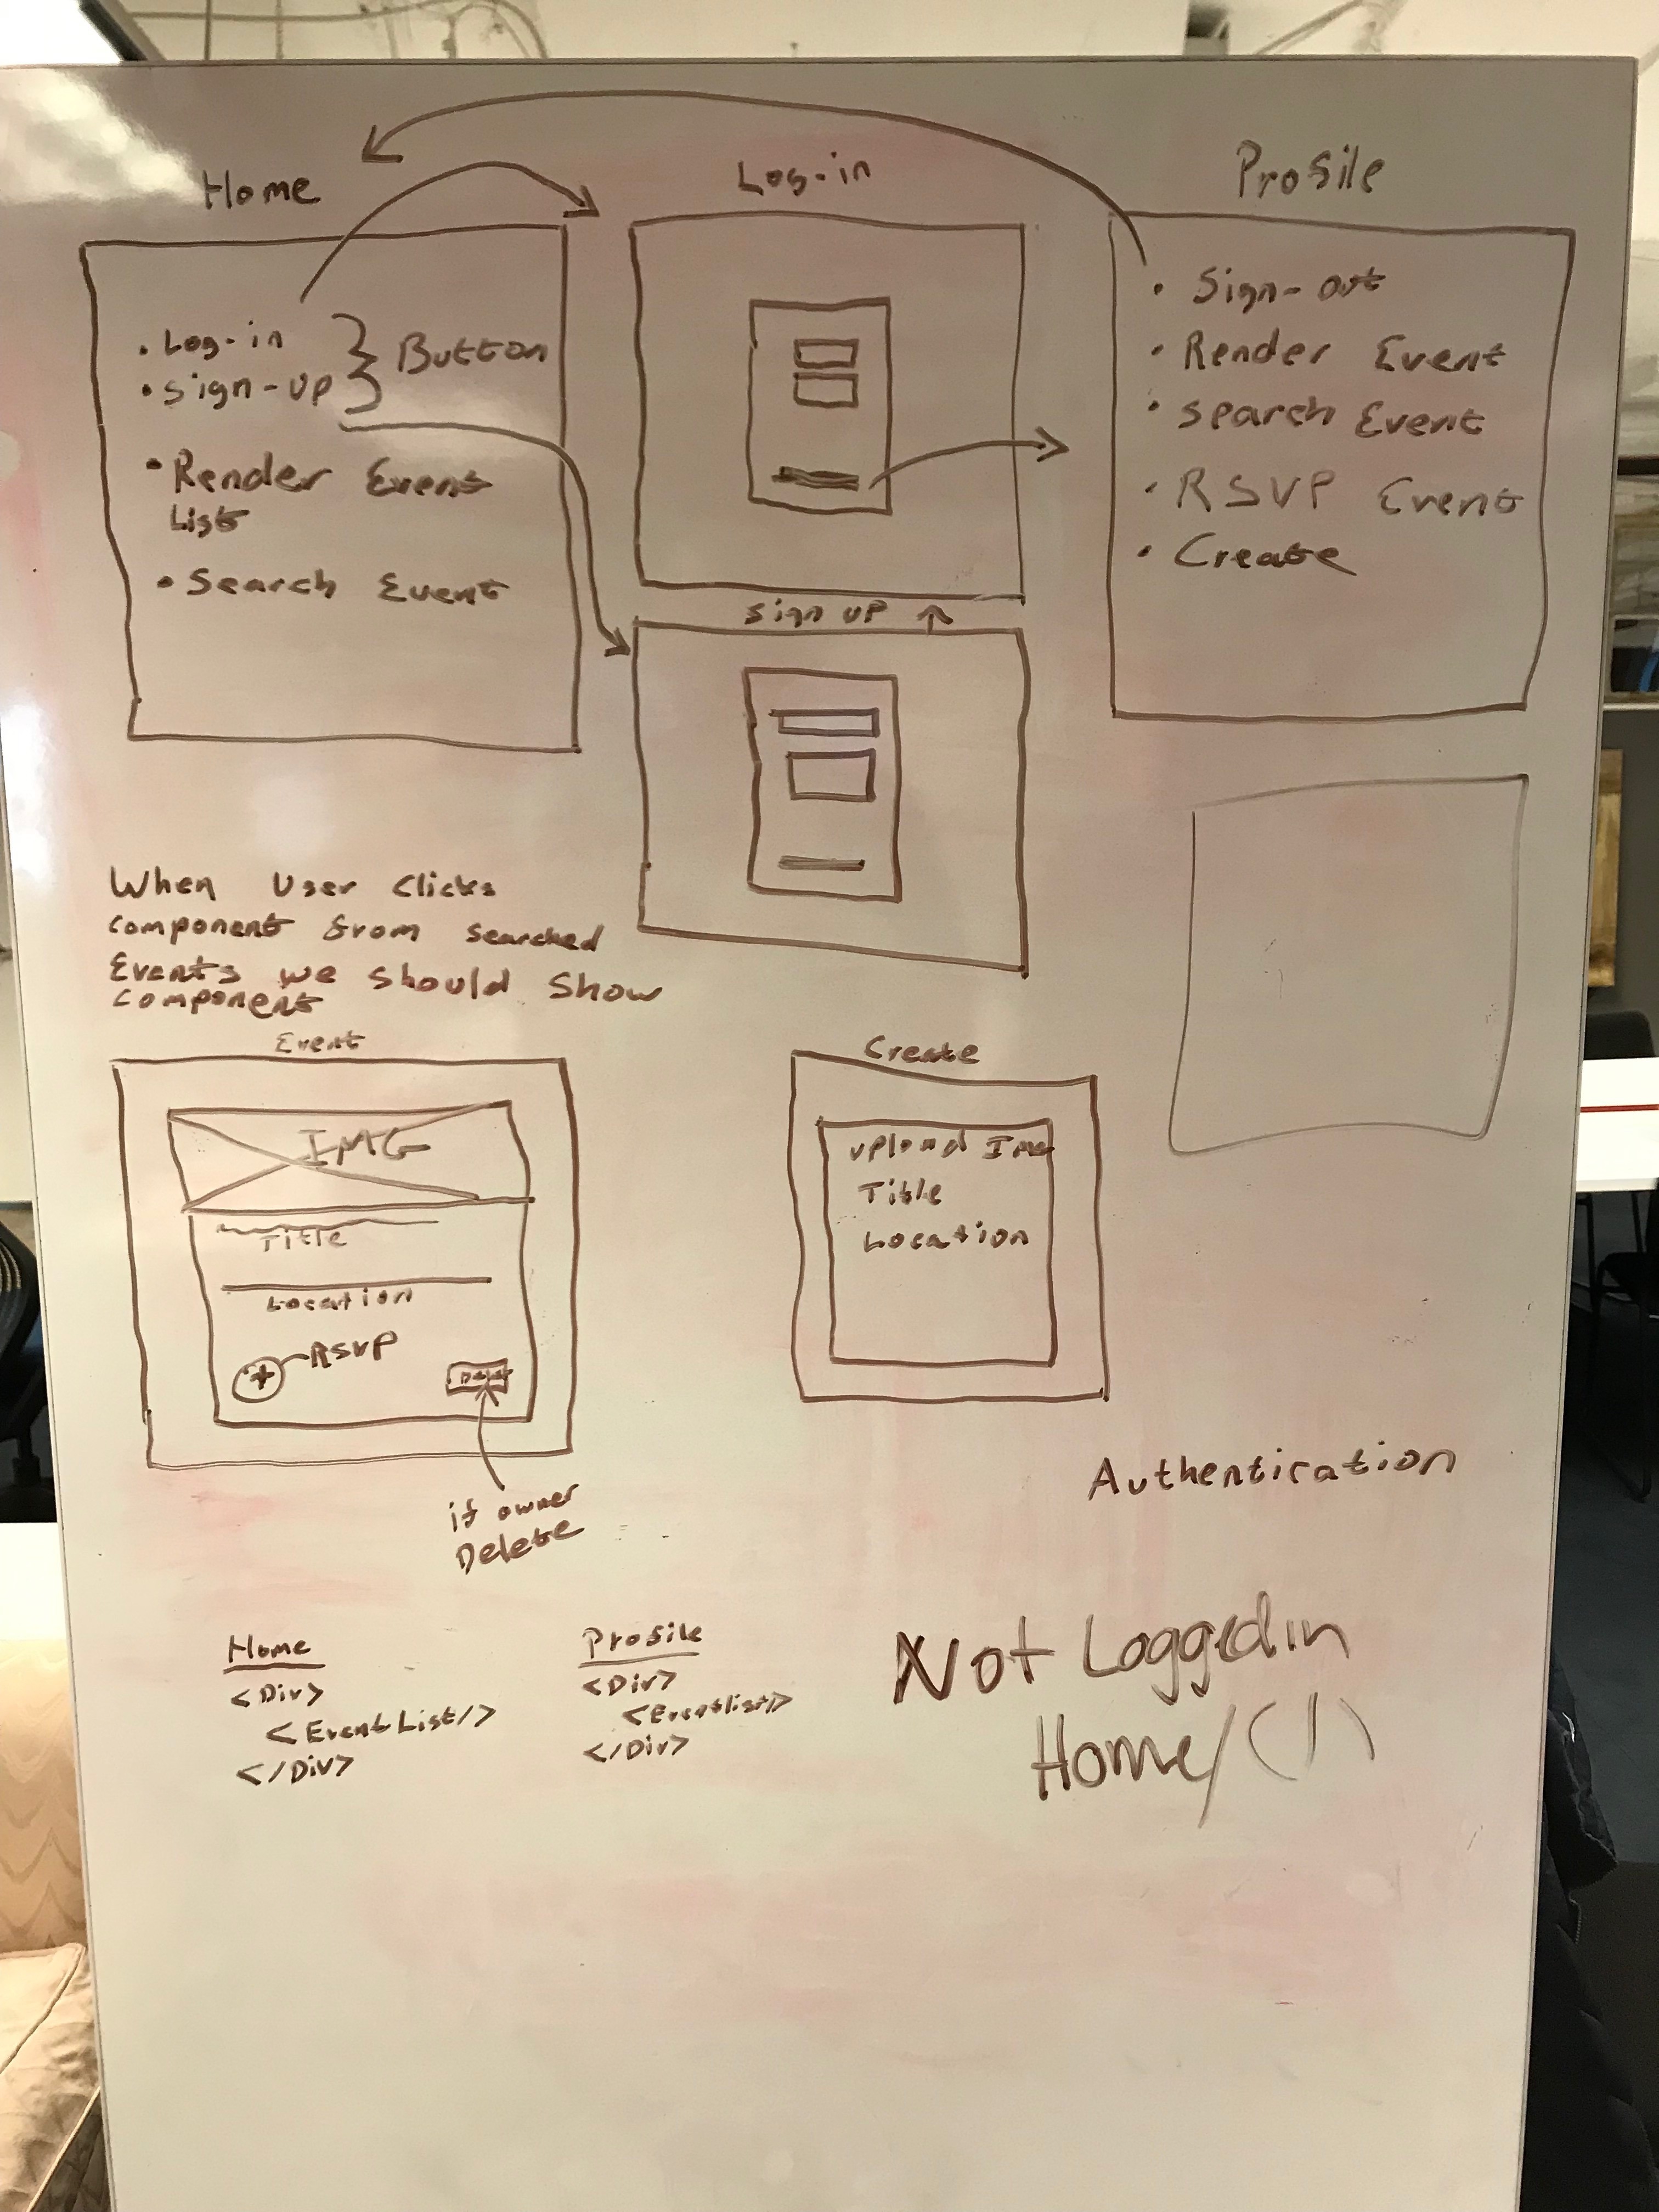 Home
Log-in
Profile
• Log-in
• Sign-up
Button
• Render Event
List
• Search Event
• Sign-out
• Render Event
• Search Event
• RSVP Event
• Create
Sign UP
When User Clicks
component from searched
Events we should show
component
Event
IMG
Title
Location
RSVP
Delet
if owner
Delete
Create
Upload Img
Title
Location
Authentication
Home
<Div>
<EventList/>
</Div>
Profile
<Div>
<Eventlist/>
</Div>
Not Logged in
Home/(/)